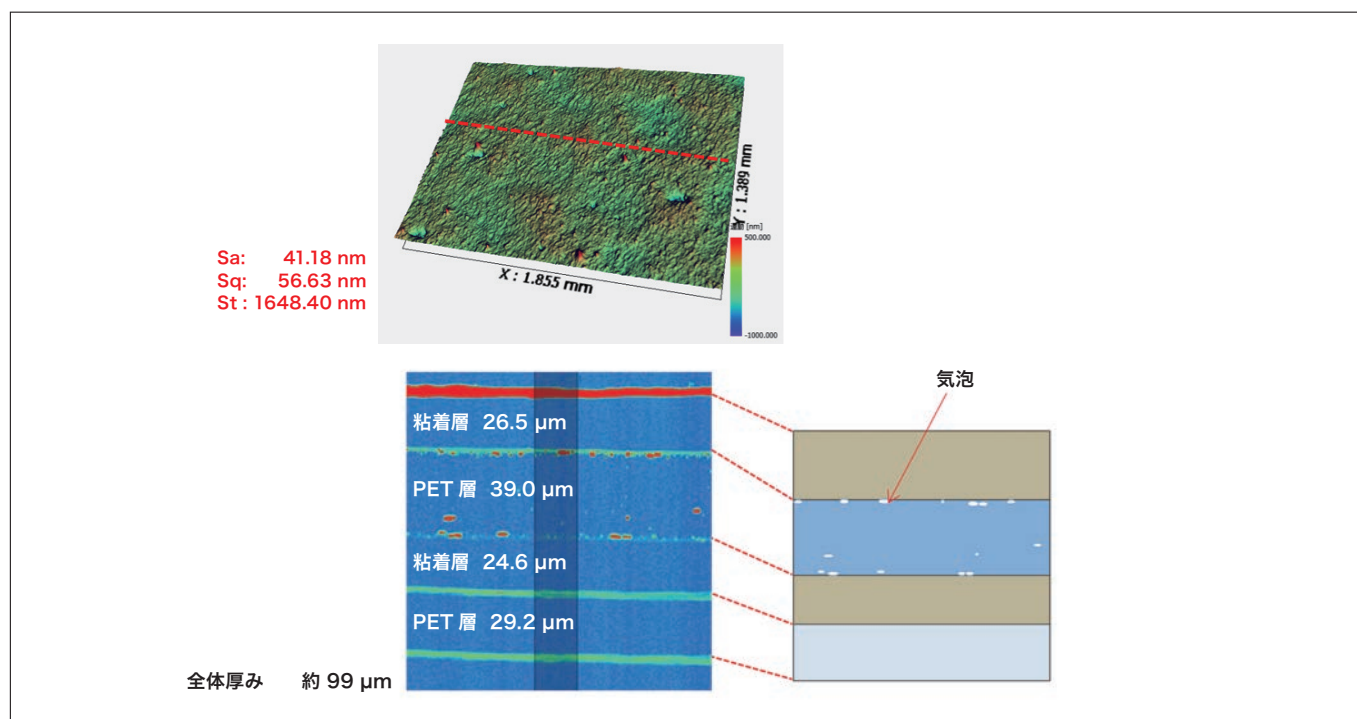 Y : 1.389 mm
[nm]
500.000
-1000.000
X : 1.855 mm
Sa: 41.18 nm
Sq: 56.63 nm
St : 1648.40 nm
気泡
粘着層 26.5 μm
PET 層 39.0 μm
粘着層 24.6 μm
PET 層 29.2 μm
全体厚み 約 99 μm